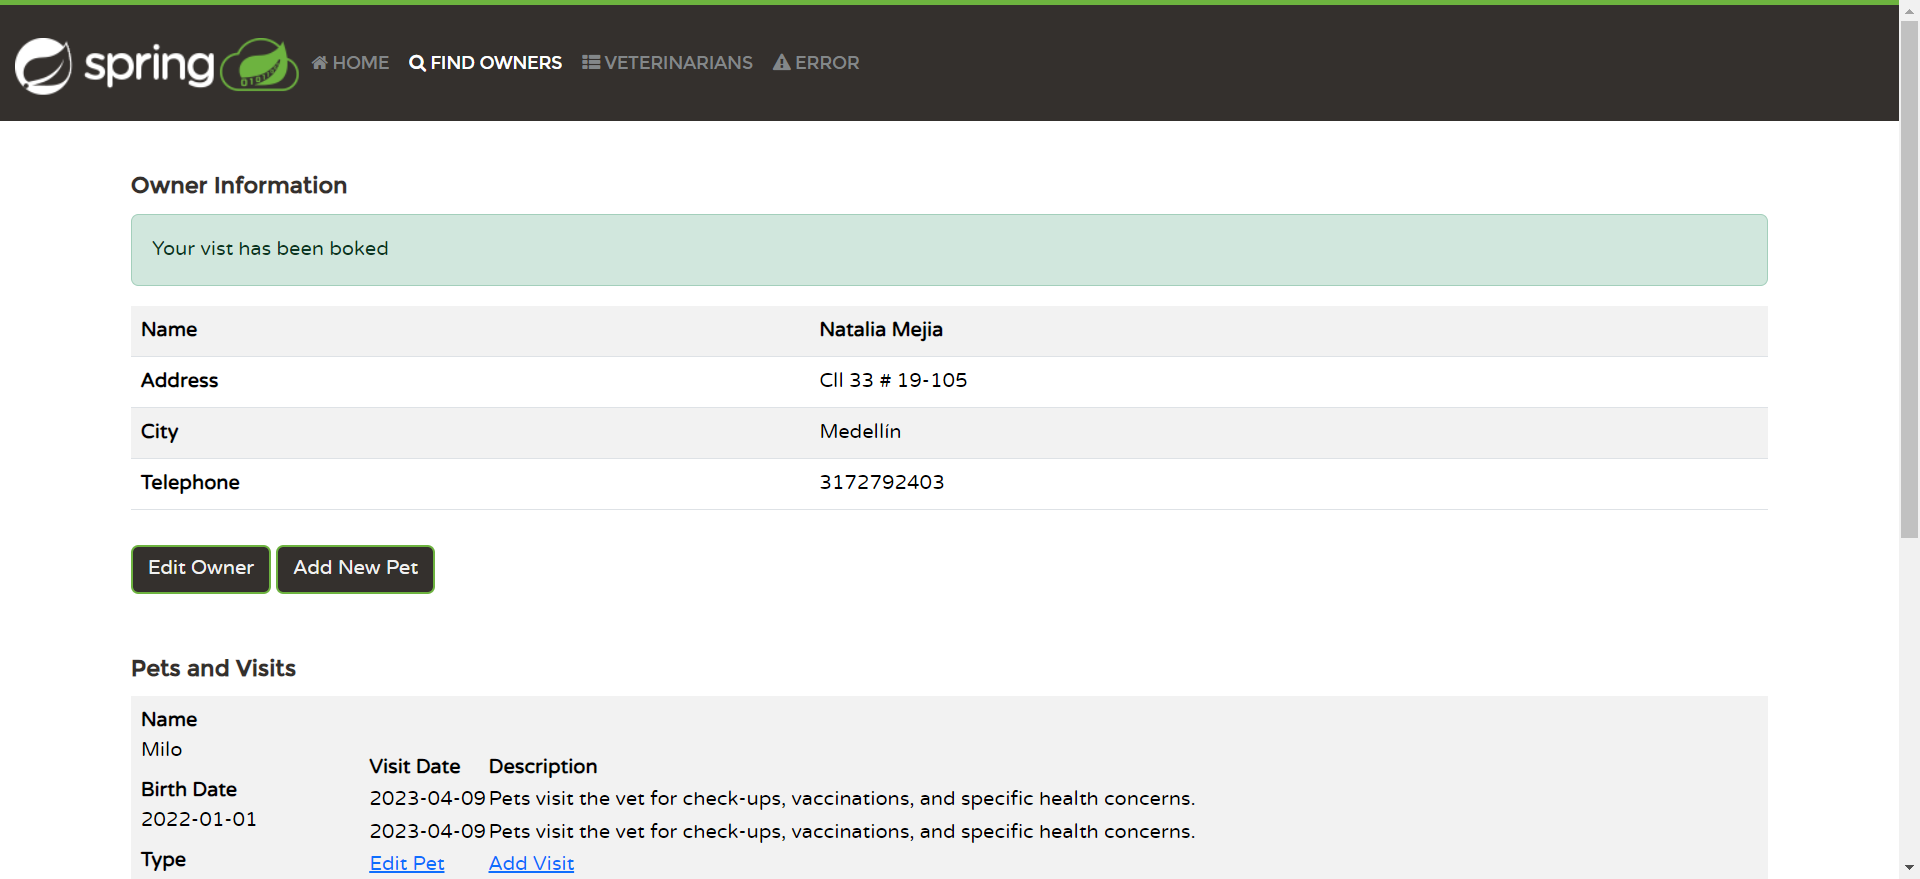 spring HOME FIND OWNERS VETERINARIANS ERROR
Owner Information
Your vist has been boked
Name Natalia Mejia
Address Cll 33 # 19-105
City Medellín
Telephone 3172792403
Edit Owner Add New Pet
Pets and Visits
Name
Milo
Birth Date
2022-01-01
Type
Visit Date Description
2023-04-09 Pets visit the vet for check-ups, vaccinations, and specific health concerns.
2023-04-09 Pets visit the vet for check-ups, vaccinations, and specific health concerns.
Edit Pet Add Visit